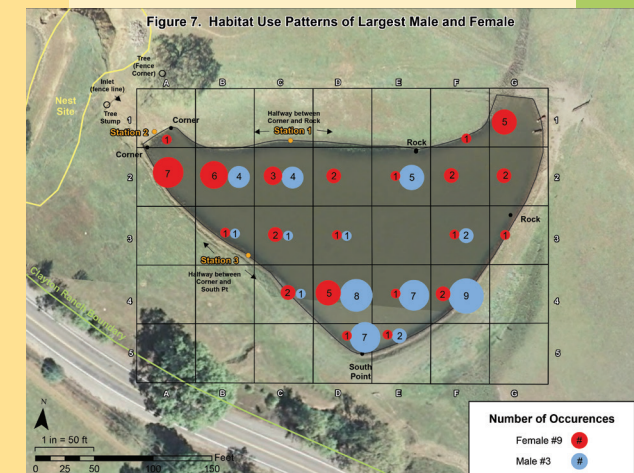 Figure 7. Habitat Use Patterns of Largest Male and Female
Tree
(Fence
Corner)
Inlet
(fence line)
Tree
Stump
Nest
Site
A B C D E F G
Corner
Station 2
Corner
Halfway between
Corner and Rock
Station 1
Rock
1 1 1 5 1
2 7 6 4 3 4 2 1 5 2 2 2
Rock
3 1 1 2 1 1 1 1 2 1 3
Station 3
Halfway between
Corner and
South Pt
4 2 1 5 8 1 7 2 9 4
5 1 7 1 2 5
South
Point
A B C D E F G
N
1 in = 50 ft
Feet
0 25 50 100 150
Number of Occurences
Female #9 #
Male #3 #